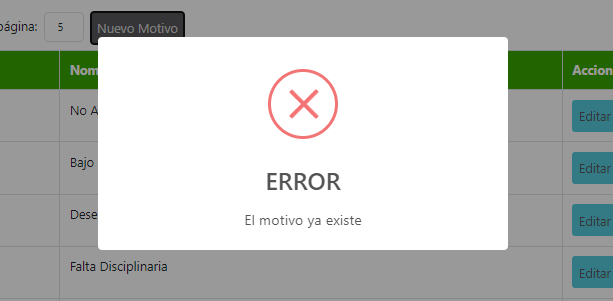 página: 5 Nuevo Motivo
Nom Accion
ERROR
El motivo ya existe
No A Editar
Bajo Editar
Dese Editar
Falta Disciplinaria Editar